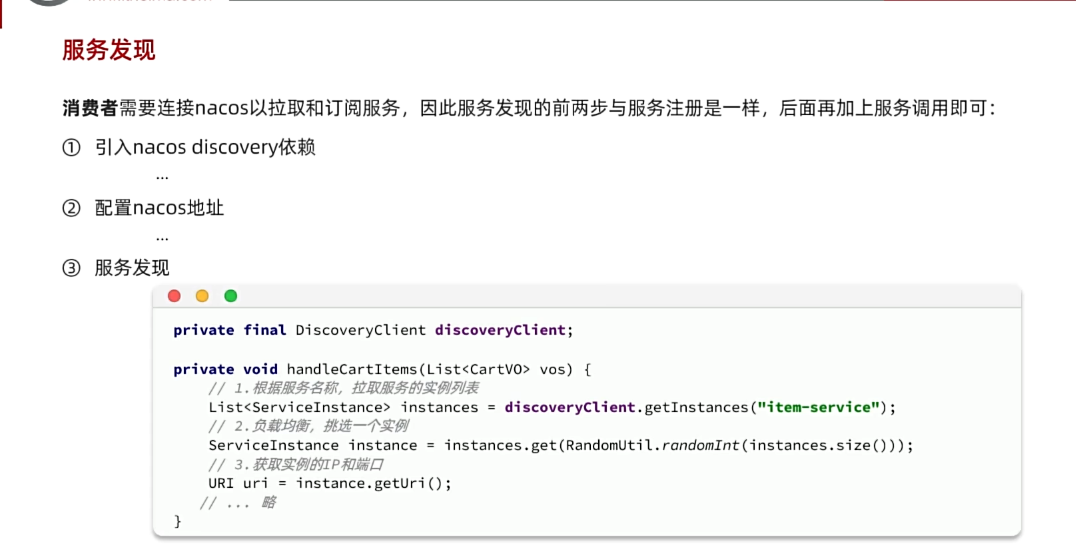 服务发现
消费者需要连接nacos以拉取和订阅服务，因此服务发现的前两步与服务注册是一样，后面再加上服务调用即可：
① 引入nacos discovery依赖
...
② 配置nacos地址
...
③ 服务发现
private final DiscoveryClient discoveryClient;
private void handleCartItems(List<CartVO> vos) {
// 1.根据服务名称，拉取服务的实例列表
List<ServiceInstance> instances = discoveryClient.getInstances("item-service");
// 2.负载均衡，挑选一个实例
ServiceInstance instance = instances.get(RandomUtil.randomInt(instances.size()));
// 3.获取实例的IP和端口
URI uri = instance.getUri();
// ... 略
}